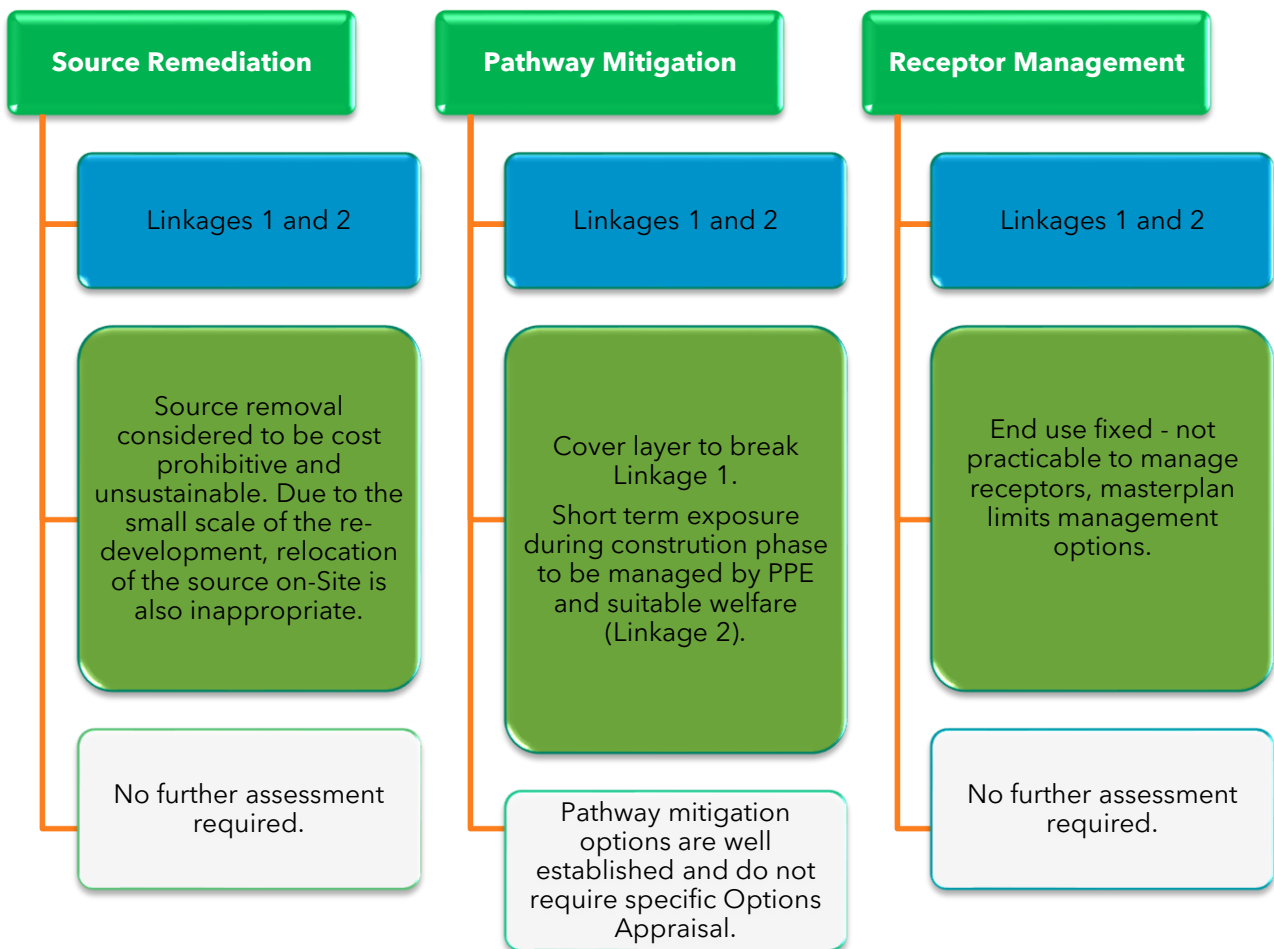 Source Remediation
Linkages 1 and 2
Source removal
considered to be cost
prohibitive and
unsustainable. Due to the
small scale of the re-
development, relocation
of the source on-Site is
also inappropriate.
No further assessment
required.
Pathway Mitigation
Linkages 1 and 2
Cover layer to break
Linkage 1.
Short term exposure
during constrution phase
to be managed by PPE
and suitable welfare
(Linkage 2).
Pathway mitigation
options are well
established and do not
require specific Options
Appraisal.
Receptor Management
Linkages 1 and 2
End use fixed - not
practicable to manage
receptors, masterplan
limits management
options.
No further assessment
required.